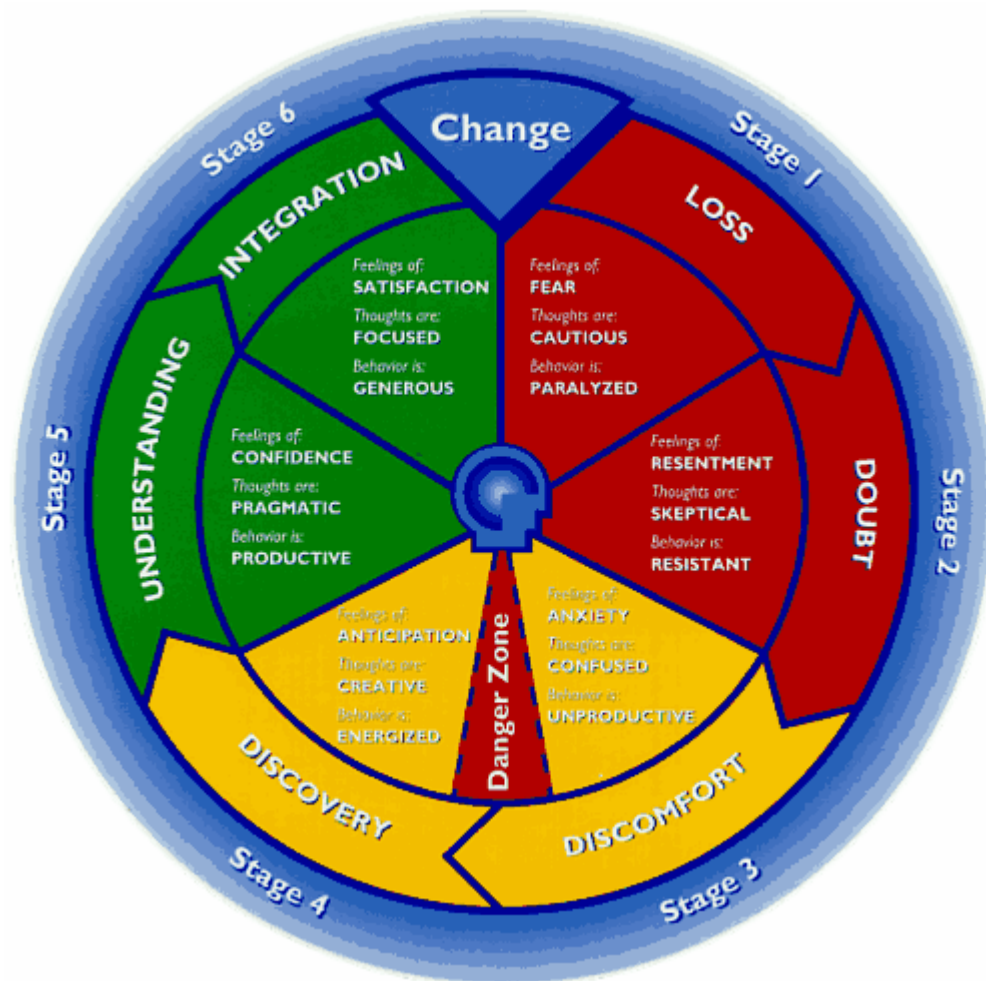 Change
Stage 1
LOSS
Feelings of:
FEAR
Thoughts are:
CAUTIOUS
Behavior is:
PARALYZED
Stage 2
DOUBT
Feelings of:
RESENTMENT
Thoughts are:
SKEPTICAL
Behavior is:
RESISTANT
Stage 3
DISCOMFORT
Feelings of:
ANXIETY
Thoughts are:
CONFUSED
Behavior is:
UNPRODUCTIVE
Danger Zone
Stage 4
DISCOVERY
Feelings of:
ANTICIPATION
Thoughts are:
CREATIVE
Behavior is:
ENERGIZED
Stage 5
UNDERSTANDING
Feelings of:
CONFIDENCE
Thoughts are:
PRAGMATIC
Behavior is:
PRODUCTIVE
Stage 6
INTEGRATION
Feelings of:
SATISFACTION
Thoughts are:
FOCUSED
Behavior is:
GENEROUS